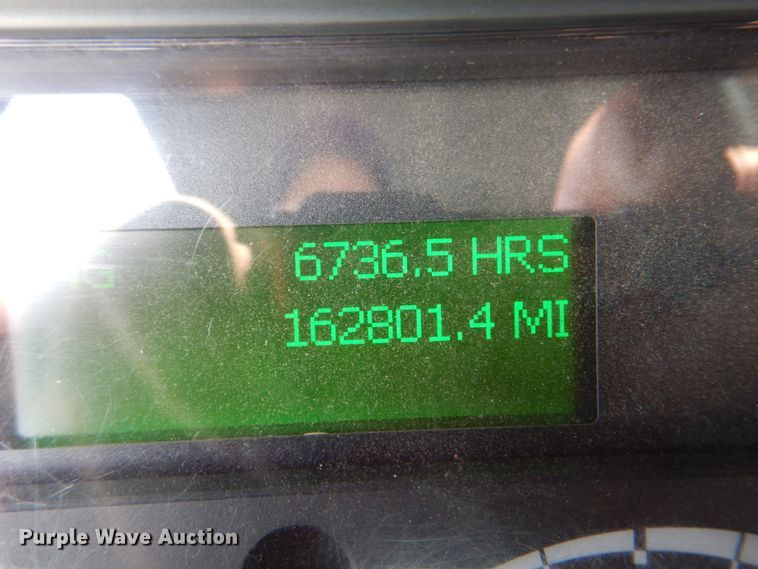 6736.5 HRS
162801.4 MI
Purple Wave Auction